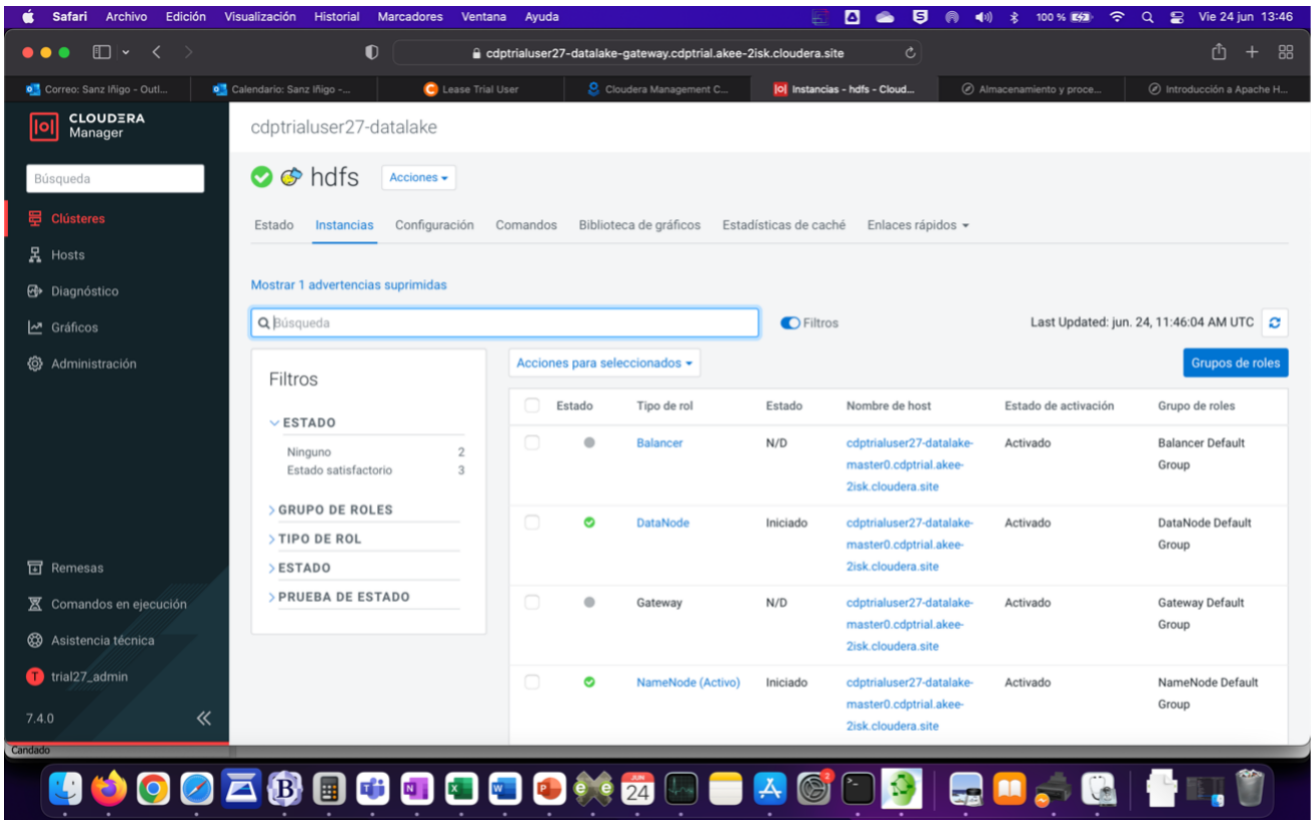 Safari Archivo Edición Visualización Historial Marcadores Ventana Ayuda 100 % Vie 24 jun 13:46
cdptrialuser27-datalake-gateway.cdptrial.akee-2isk.cloudera.site
Correo: Sanz Iñigo - Outl... Calendario: Sanz Iñigo -... Lease Trial User Cloudera Management C... Instancias - hdfs - Cloud... Almacenamiento y proce... Introducción a Apache H...
CLOUDERA
Manager
Búsqueda
Clústeres
Hosts
Diagnóstico
Gráficos
Administración
Remesas
Comandos en ejecución
Asistencia técnica
T trial27_admin
7.4.0
Candado
cdptrialuser27-datalake
hdfs Acciones
Estado Instancias Configuración Comandos Biblioteca de gráficos Estadísticas de caché Enlaces rápidos
Mostrar 1 advertencias suprimidas
Búsqueda Filtros Last Updated: jun. 24, 11:46:04 AM UTC
Filtros
ESTADO
Ninguno 2
Estado satisfactorio 3
GRUPO DE ROLES
TIPO DE ROL
ESTADO
PRUEBA DE ESTADO
Acciones para seleccionados Grupos de roles
Estado Tipo de rol Estado Nombre de host Estado de activación Grupo de roles
Balancer N/D cdptrialuser27-datalake- Activado Balancer Default
master0.cdptrial.akee- Group
2isk.cloudera.site
DataNode Iniciado cdptrialuser27-datalake- Activado DataNode Default
master0.cdptrial.akee- Group
2isk.cloudera.site
Gateway N/D cdptrialuser27-datalake- Activado Gateway Default
master0.cdptrial.akee- Group
2isk.cloudera.site
NameNode (Activo) Iniciado cdptrialuser27-datalake- Activado NameNode Default
master0.cdptrial.akee- Group
2isk.cloudera.site
JUN
24
2